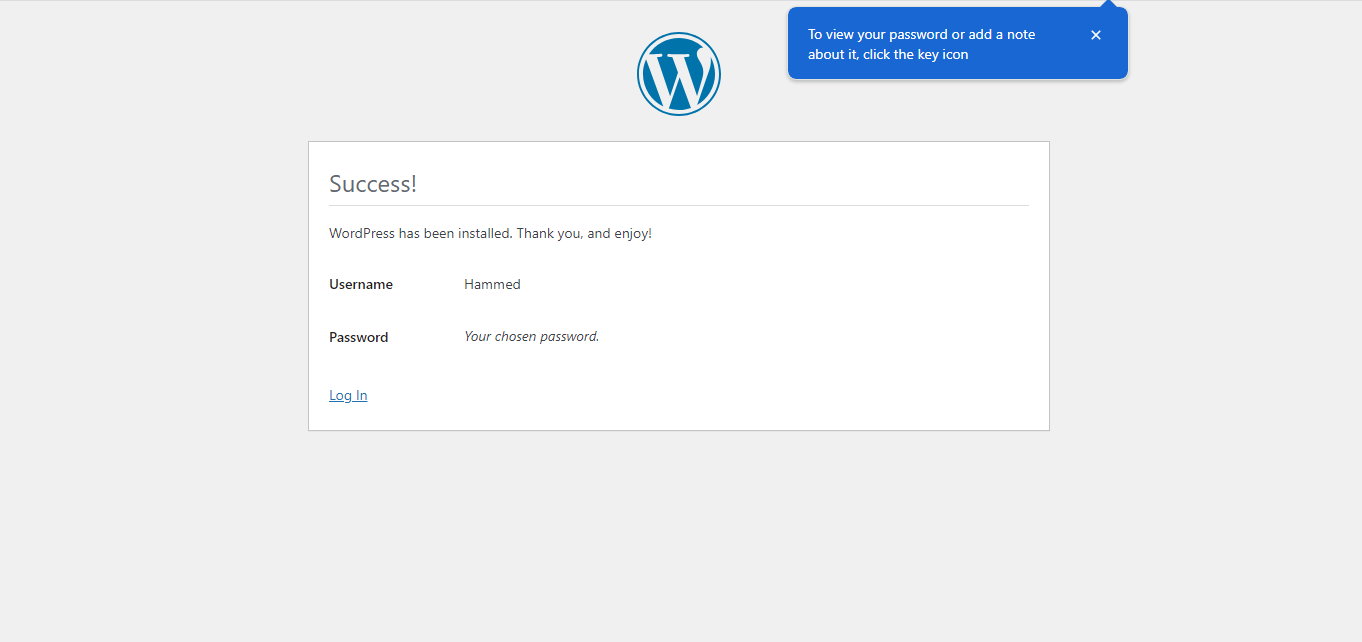 To view your password or add a note
about it, click the key icon
Success!
WordPress has been installed. Thank you, and enjoy!
Username Hammed
Password Your chosen password.
Log In